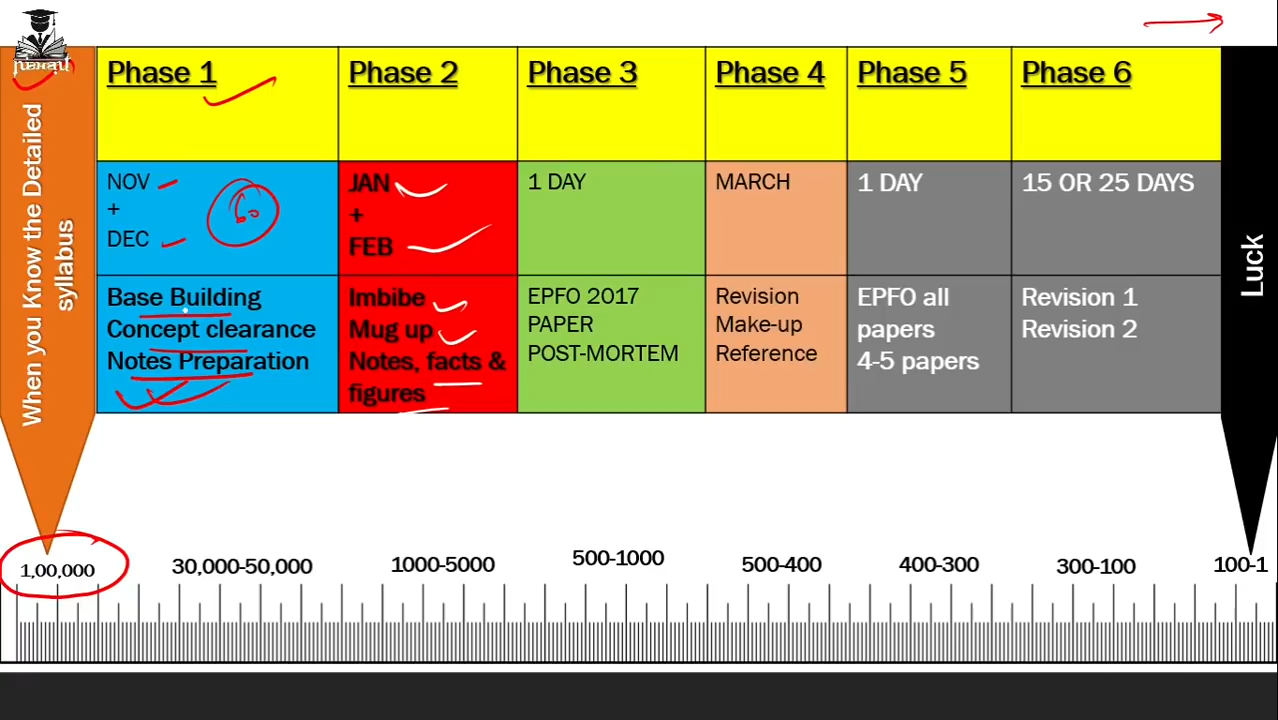 When you Know the Detailed
syllabus
Phase 1
Phase 2
Phase 3
Phase 4
Phase 5
Phase 6
NOV
+
DEC
60
JAN
+
FEB
1 DAY
MARCH
1 DAY
15 OR 25 DAYS
Base Building
Concept clearance
Notes Preparation
Imbibe
Mug up
Notes, facts &
figures
EPFO 2017
PAPER
POST-MORTEM
Revision
Make-up
Reference
EPFO all
papers
4-5 papers
Revision 1
Revision 2
Luck
1,00,000
30,000-50,000
1000-5000
500-1000
500-400
400-300
300-100
100-1